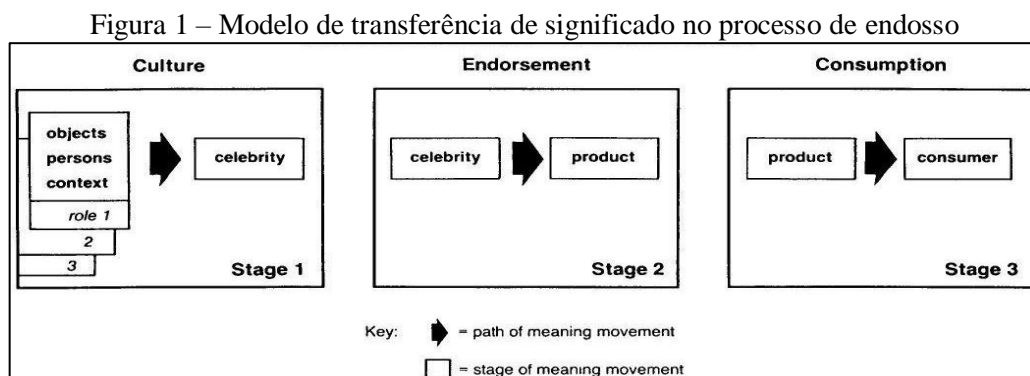 Figura 1 – Modelo de transferência de significado no processo de endosso
Culture
objects
persons
context
role 1
2
3
celebrity
Stage 1
Endorsement
celebrity
product
Stage 2
Consumption
product
consumer
Stage 3
Key:
= path of meaning movement
= stage of meaning movement